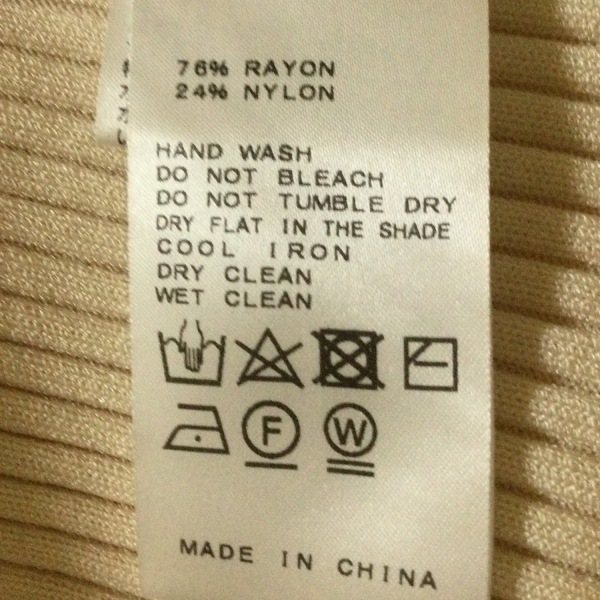 76% RAYON
24% NYLON
HAND WASH
DO NOT BLEACH
DO NOT TUMBLE DRY
DRY FLAT IN THE SHADE
COOL IRON
DRY CLEAN
WET CLEAN
F
W
MADE IN CHINA